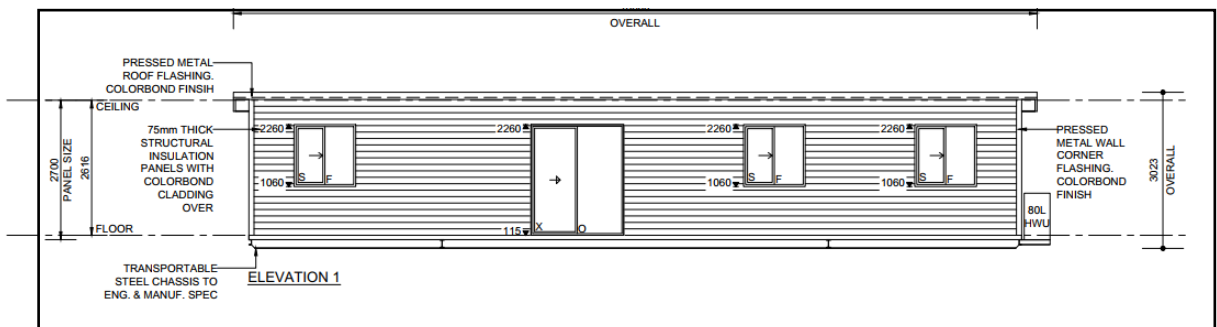 OVERALL
PRESSED METAL
ROOF FLASHING.
COLORBOND FINSIH
CEILING
75mm THICK
STRUCTURAL
INSULATION
PANELS WITH
COLORBOND
CLADDING
OVER
2260
2260
2260
2260
1060
1060
1060
115
S
F
X
O
S
F
S
F
2700
PANEL SIZE
2616
PRESSED
METAL WALL
CORNER
FLASHING.
COLORBOND
FINISH
3023
OVERALL
80L
HWU
FLOOR
TRANSPORTABLE
STEEL CHASSIS TO
ENG. & MANUF. SPEC
ELEVATION 1